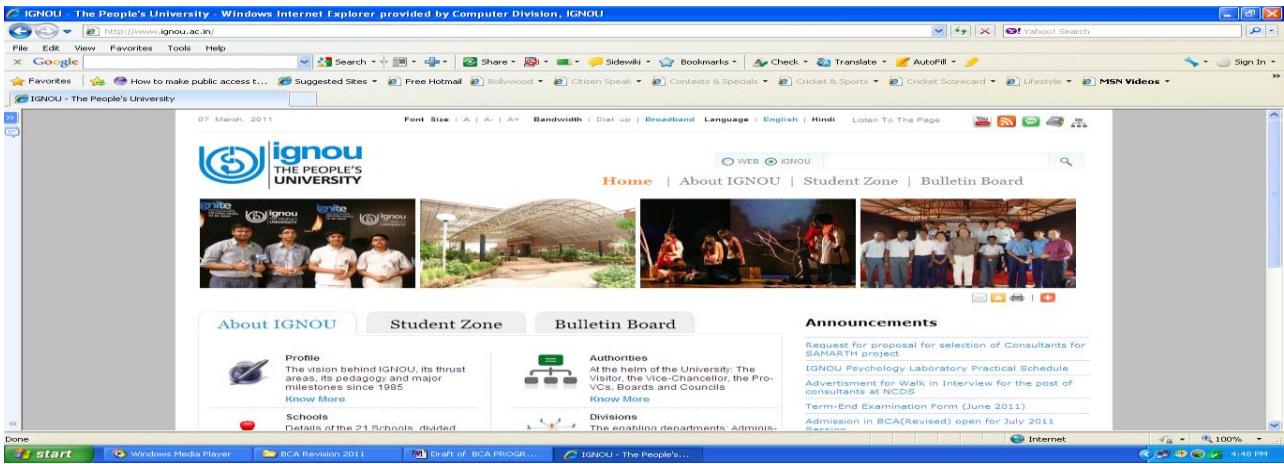 IGNOU - The People's University - Windows Internet Explorer provided by Computer Division, IGNOU
http://www.ignou.ac.in/
Yahoo! Search
File Edit View Favorites Tools Help
Google Search Share Sidewiki Bookmarks Check Translate AutoFill Sign In
Favorites How to make public access t... Suggested Sites Free Hotmail Bollywood Citizen Speak Contests & Specials Cricket & Sports Cricket Scorecard Lifestyle MSN Videos
IGNOU - The People's University
07 March, 2011 Font Size : A | A- | A+ Bandwidth : Dial up | Broadband Language : English | Hindi Listen To The Page
ignou
THE PEOPLE'S
UNIVERSITY
WEB IGNOU
Home | About IGNOU | Student Zone | Bulletin Board
ignite ignou ignite ignou
About IGNOU Student Zone Bulletin Board
Profile
The vision behind IGNOU, its thrust
areas, its pedagogy and major
milestones since 1985
Know More
Schools
Details of the 21 Schools, divided
Authorities
At the helm of the University: The
Visitor, the Vice-Chancellor, the Pro-
VCs, Boards and Councils
Know More
Divisions
The enabling departments: Adminis-
Announcements
Request for proposal for selection of Consultants for
SAMARTH project
IGNOU Psychology Laboratory Practical Schedule
Advertisment for Walk in Interview for the post of
consultants at NCDS
Term-End Examination Form (June 2011)
Admission in BCA(Revised) open for July 2011
Session
Done Internet 100%
start Windows Media Player BCA Revision 2011 Draft of BCA PROGR... IGNOU - The People's... 4:48 PM